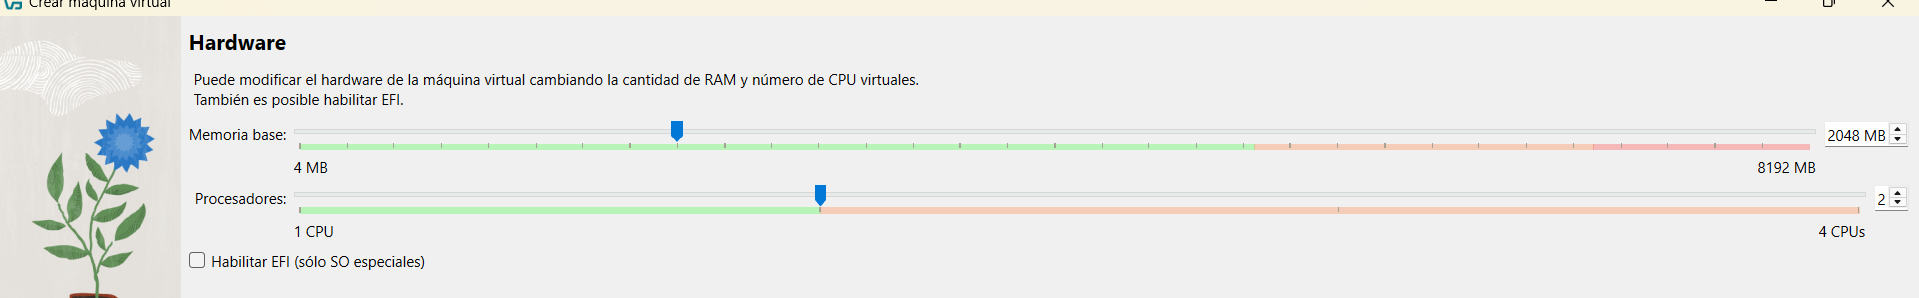 Crear máquina virtual
Hardware
Puede modificar el hardware de la máquina virtual cambiando la cantidad de RAM y número de CPU virtuales.
También es posible habilitar EFI.
Memoria base:
2048 MB
4 MB
8192 MB
Procesadores:
2
1 CPU
4 CPUs
Habilitar EFI (sólo SO especiales)